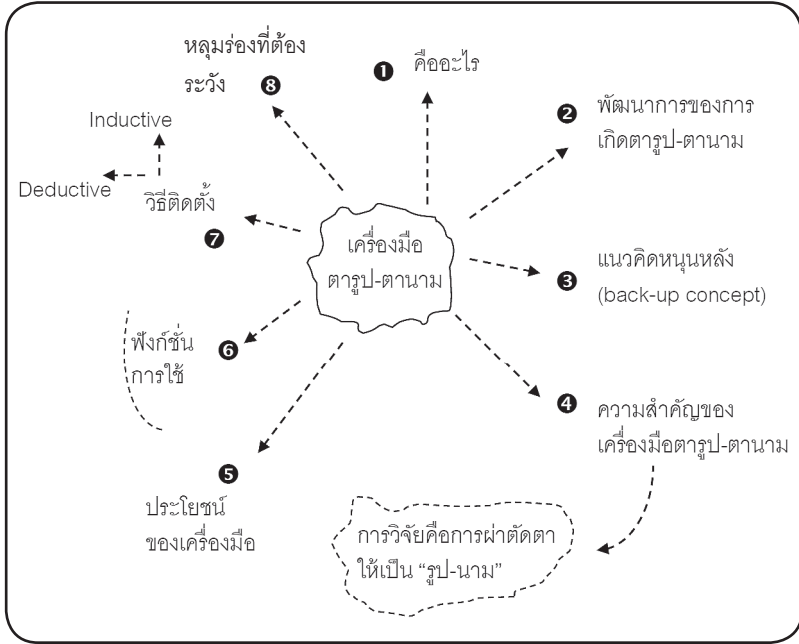 เครื่องมือ
ตารูป-ตานาม
❶ คืออะไร
❷ พัฒนาการของการ
เกิดตารูป-ตานาม
❸ แนวคิดหนุนหลัง
(back-up concept)
❹ ความสำคัญของ
เครื่องมือตารูป-ตานาม
การวิจัยคือการผ่าตัดตา
ให้เป็น “รูป-นาม”
❺
ประโยชน์
ของเครื่องมือ
❻ ฟังก์ชั่น
การใช้
❼ วิธีติดตั้ง
Inductive
Deductive
❽ หลุมร่องที่ต้อง
ระวัง